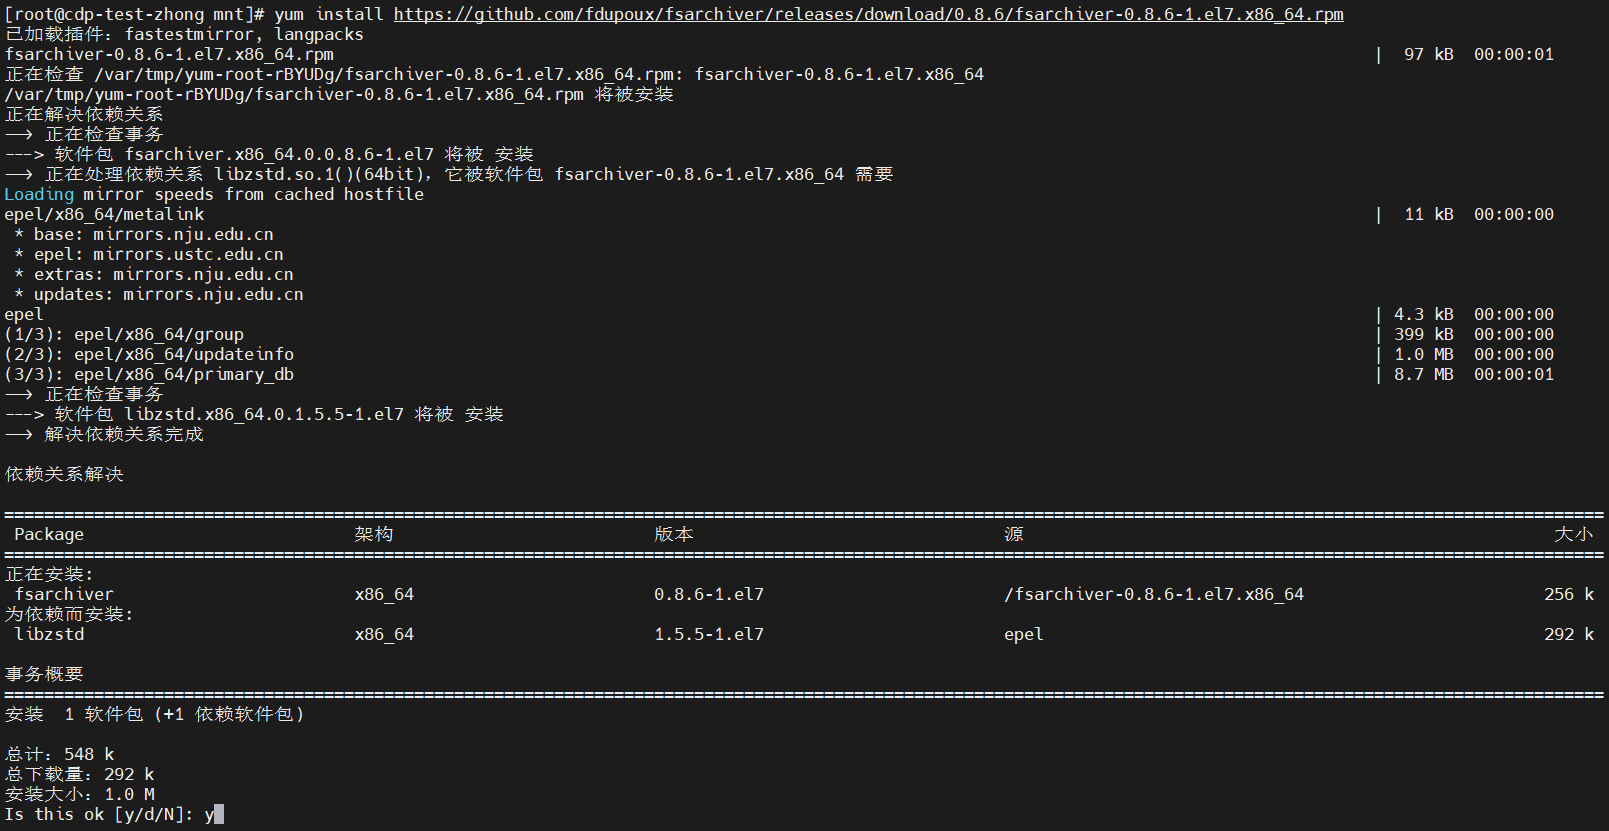 [root@cdp-test-zhong mnt]# yum install https://github.com/fdupoux/fsarchiver/releases/download/0.8.6/fsarchiver-0.8.6-1.el7.x86_64.rpm
已加载插件：fastestmirror, langpacks
fsarchiver-0.8.6-1.el7.x86_64.rpm | 97 kB 00:00:01
正在检查 /var/tmp/yum-root-rBYUDg/fsarchiver-0.8.6-1.el7.x86_64.rpm: fsarchiver-0.8.6-1.el7.x86_64
/var/tmp/yum-root-rBYUDg/fsarchiver-0.8.6-1.el7.x86_64.rpm 将被安装
正在解决依赖关系
--> 正在检查事务
---> 软件包 fsarchiver.x86_64.0.0.8.6-1.el7 将被 安装
--> 正在处理依赖关系 libzstd.so.1()(64bit)，它被软件包 fsarchiver-0.8.6-1.el7.x86_64 需要
Loading mirror speeds from cached hostfile
epel/x86_64/metalink | 11 kB 00:00:00
* base: mirrors.nju.edu.cn
* epel: mirrors.ustc.edu.cn
* extras: mirrors.nju.edu.cn
* updates: mirrors.nju.edu.cn
epel | 4.3 kB 00:00:00
(1/3): epel/x86_64/group | 399 kB 00:00:00
(2/3): epel/x86_64/updateinfo | 1.0 MB 00:00:00
(3/3): epel/x86_64/primary_db | 8.7 MB 00:00:01
--> 正在检查事务
---> 软件包 libzstd.x86_64.0.1.5.5-1.el7 将被 安装
--> 解决依赖关系完成
依赖关系解决
================================================================================
Package 架构 版本 源 大小
================================================================================
正在安装:
fsarchiver x86_64 0.8.6-1.el7 /fsarchiver-0.8.6-1.el7.x86_64 256 k
为依赖而安装:
libzstd x86_64 1.5.5-1.el7 epel 292 k
事务概要
================================================================================
安装 1 软件包 (+1 依赖软件包)
总计：548 k
总下载量：292 k
安装大小：1.0 M
Is this ok [y/d/N]: y